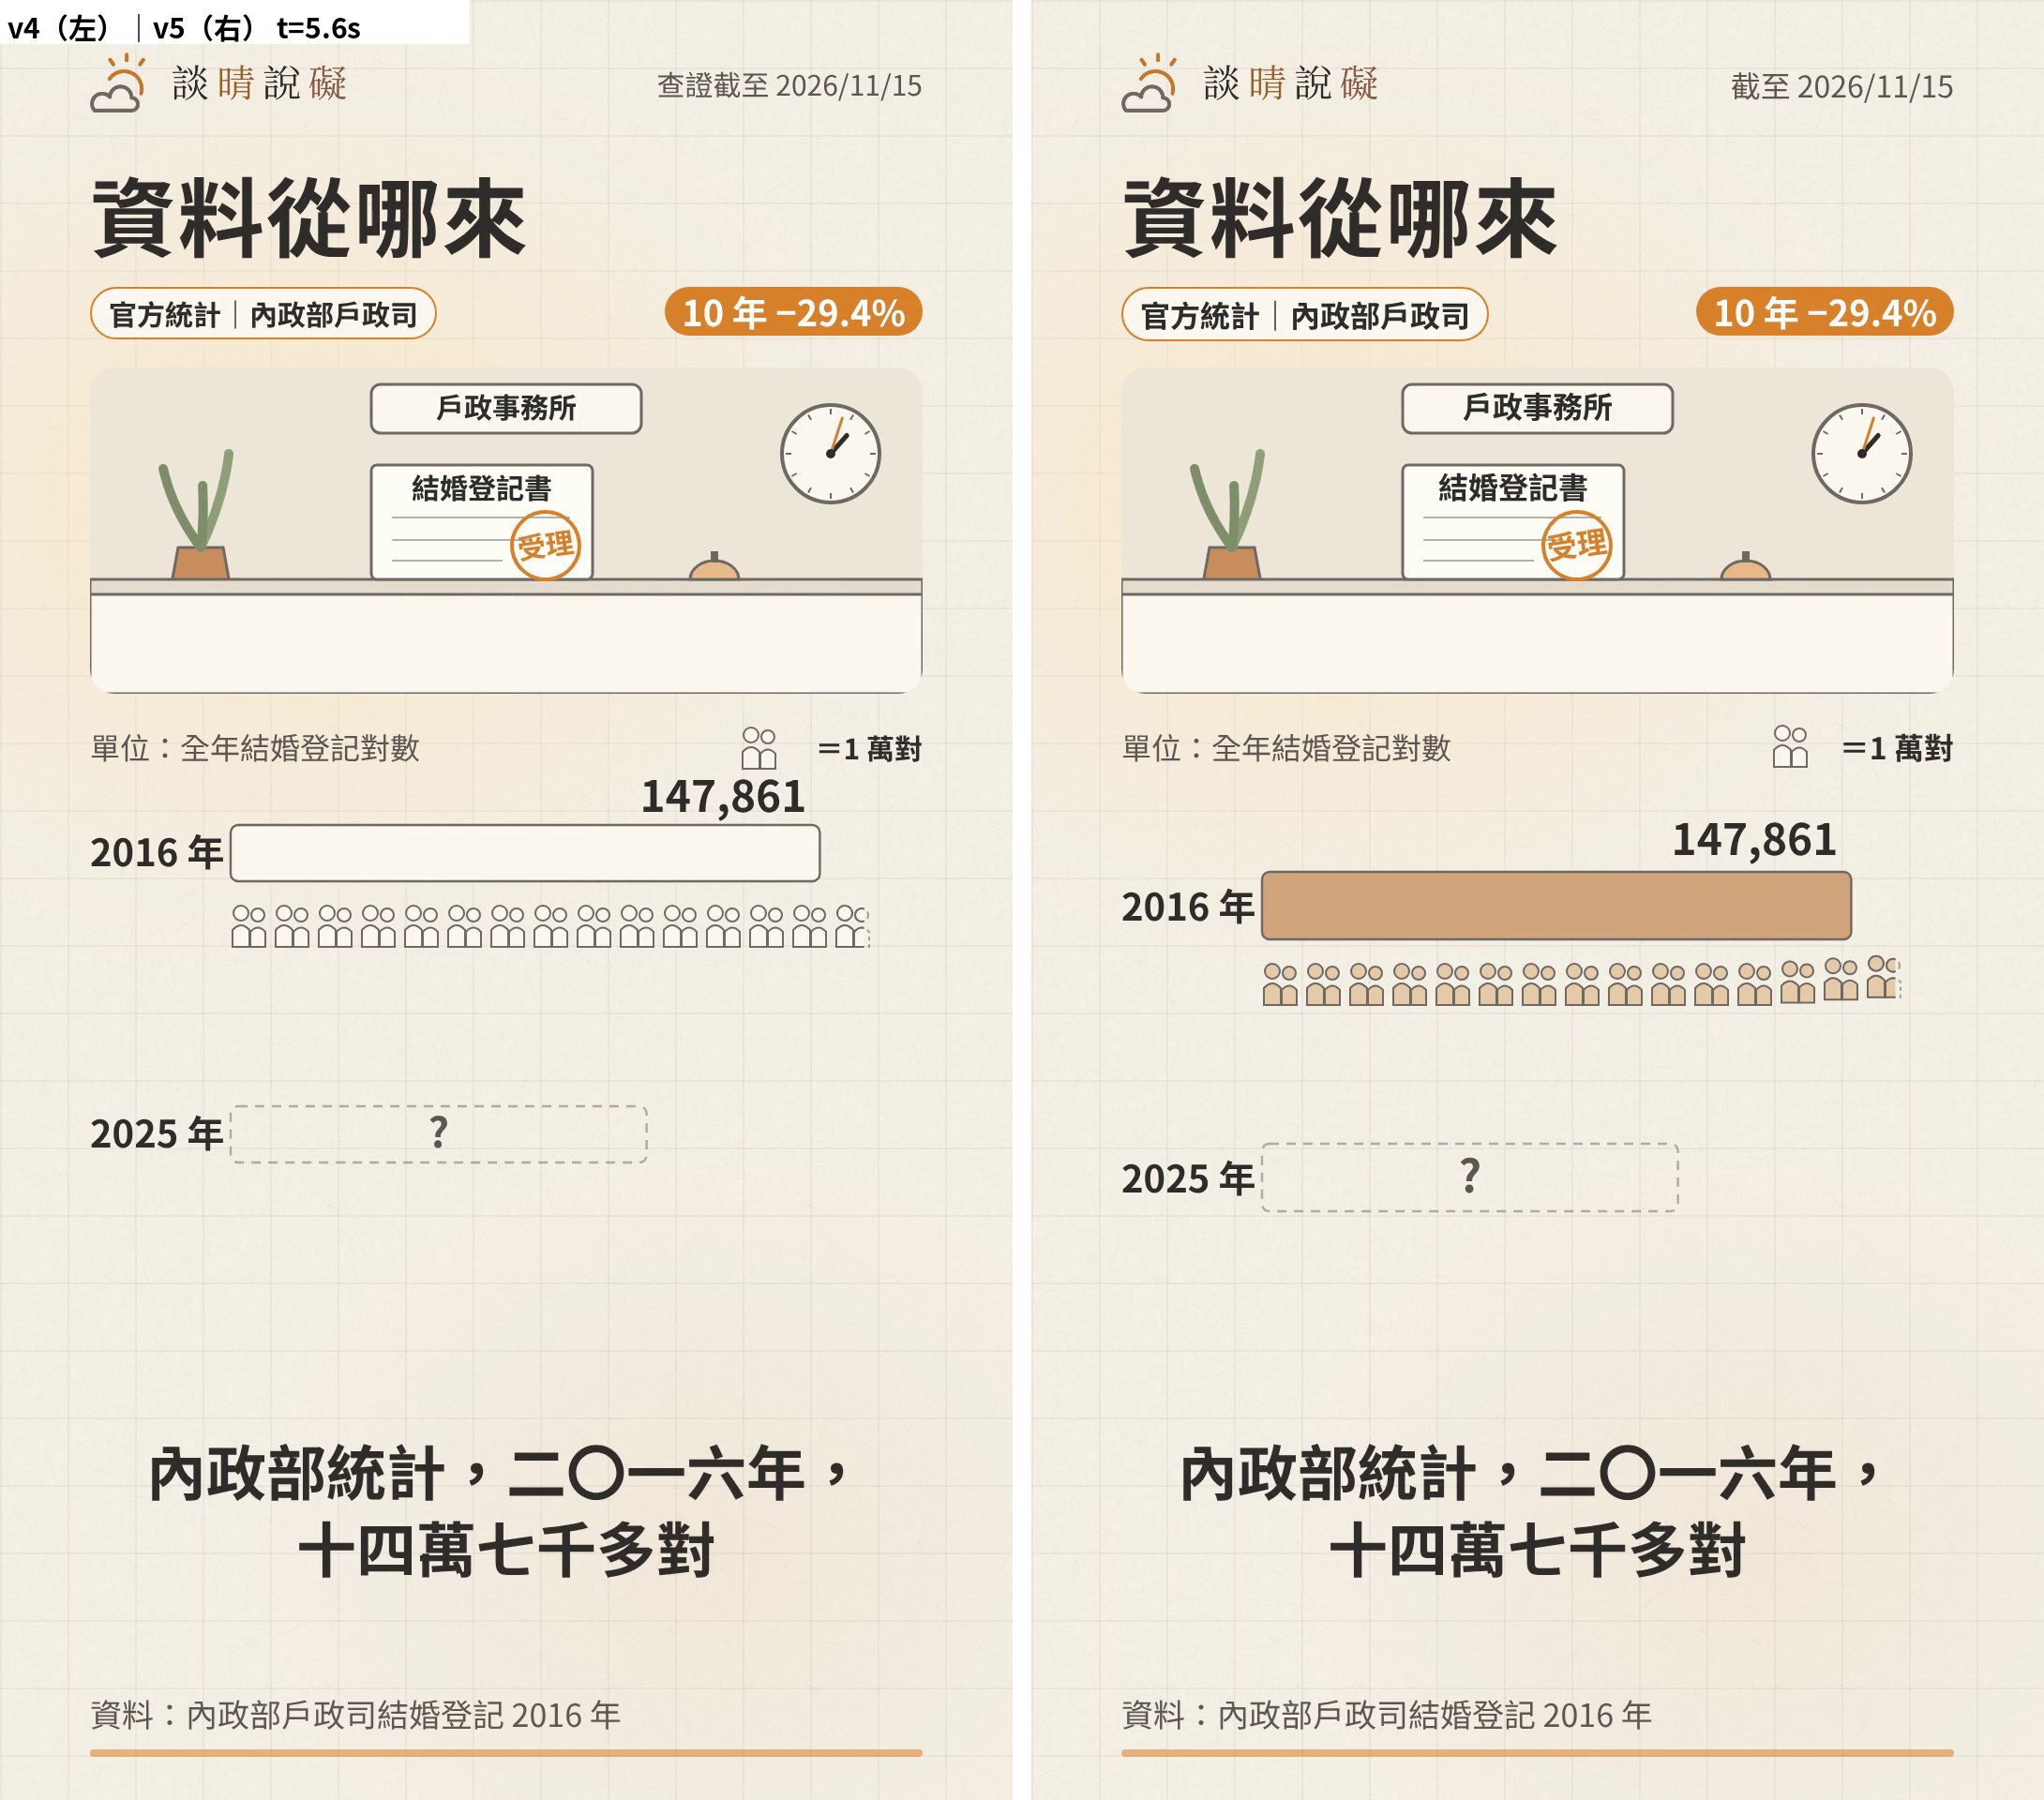 v4（左）｜v5（右） t=5.6s
談晴說礙
查證截至 2026/11/15
資料從哪來
官方統計｜內政部戶政司
10 年 −29.4%
戶政事務所
結婚登記書
受理
單位：全年結婚登記對數
＝1 萬對
147,861
2016 年
2025 年
?
內政部統計，二〇一六年，
十四萬七千多對
資料：內政部戶政司結婚登記 2016 年
談晴說礙
截至 2026/11/15
資料從哪來
官方統計｜內政部戶政司
10 年 −29.4%
戶政事務所
結婚登記書
受理
單位：全年結婚登記對數
＝1 萬對
147,861
2016 年
2025 年
?
內政部統計，二〇一六年，
十四萬七千多對
資料：內政部戶政司結婚登記 2016 年